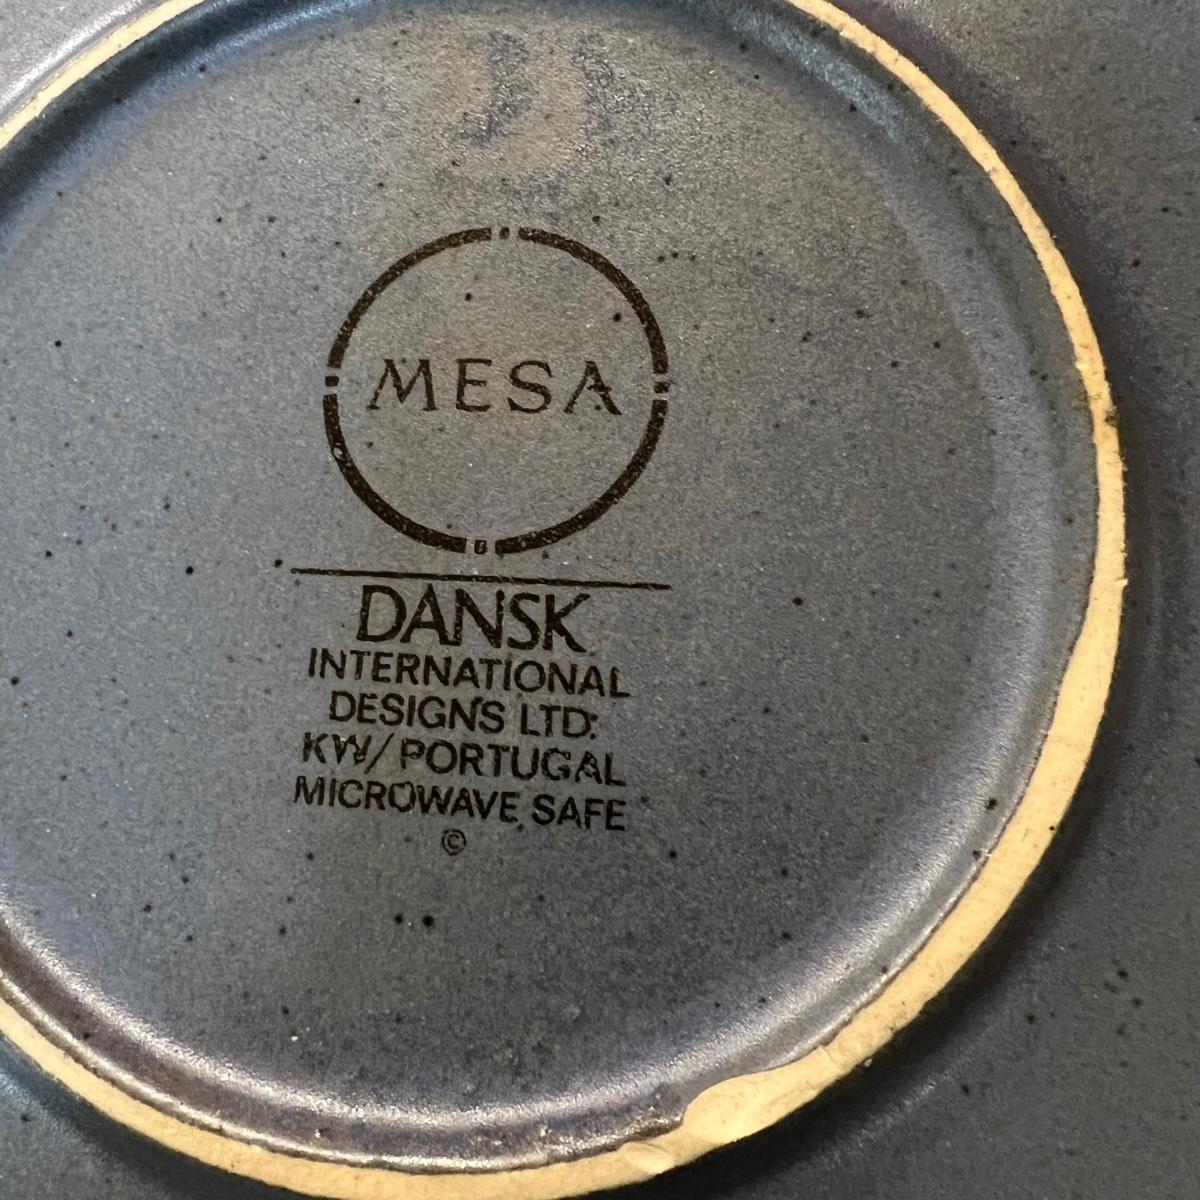 MESA
DANSK
INTERNATIONAL
DESIGNS LTD.
KW/PORTUGAL
MICROWAVE SAFE
©